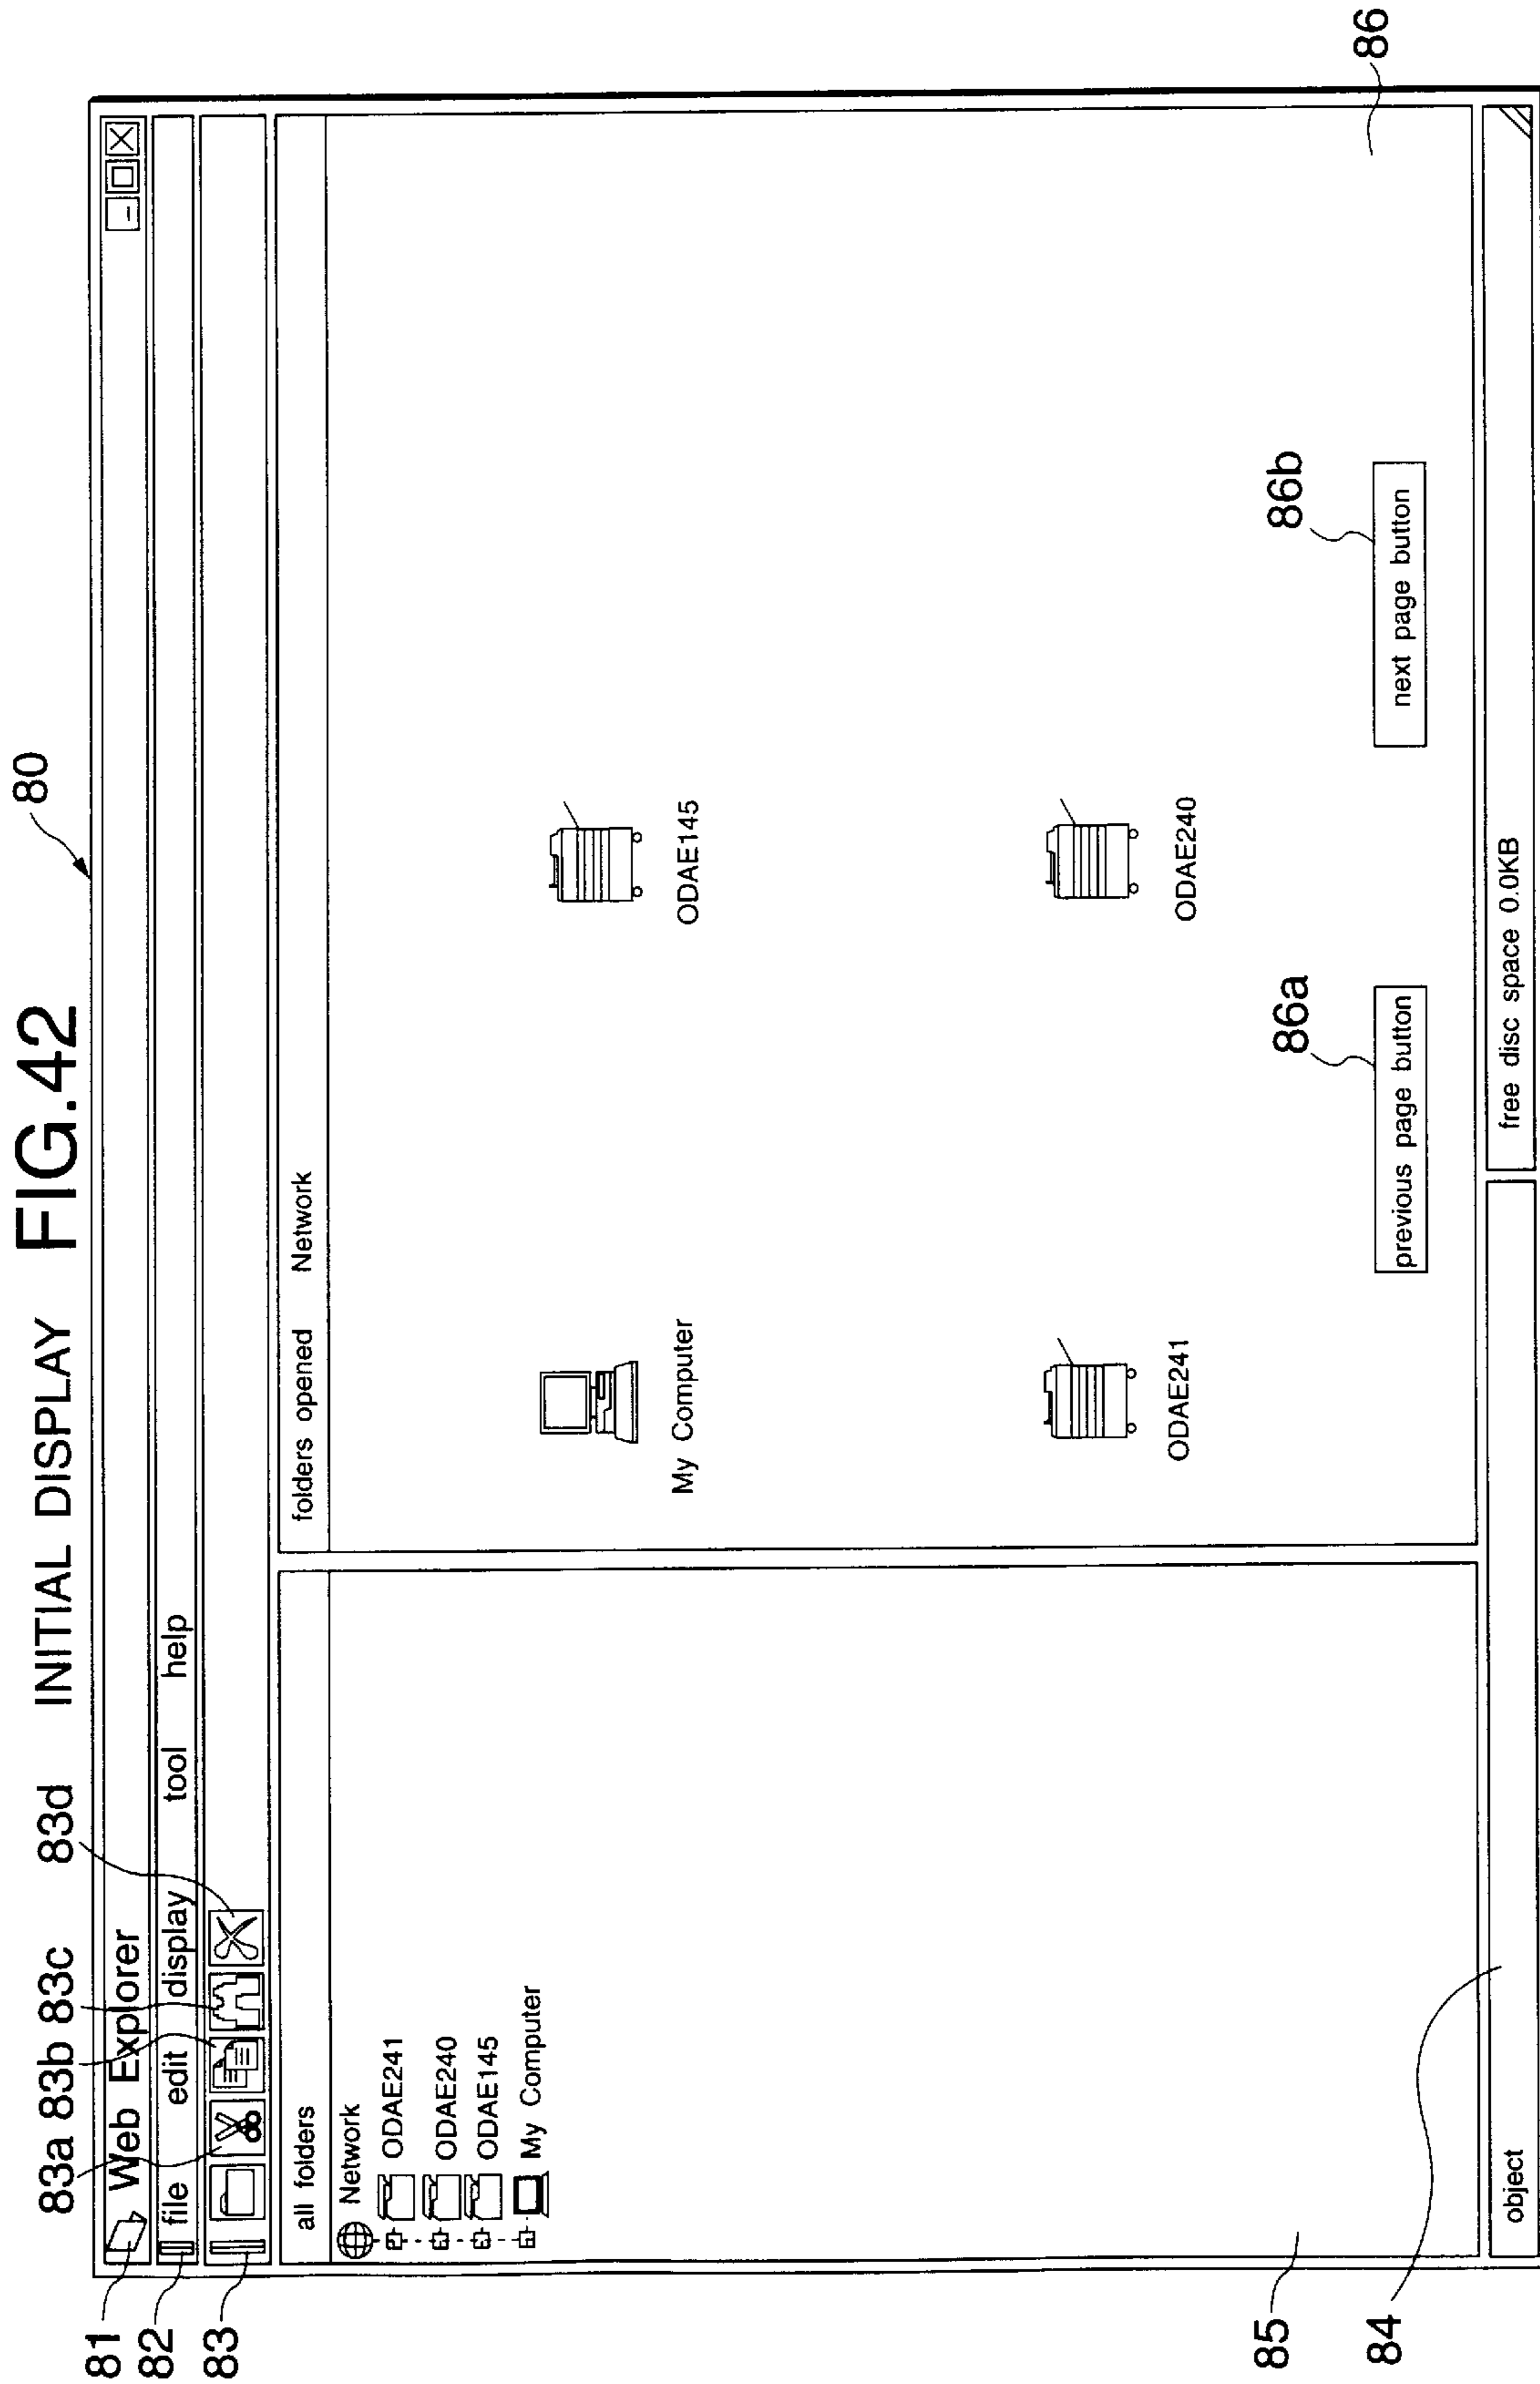 INITIAL DISPLAY FIG.42
80
81
82
83
83a 83b 83c 83d
Web Explorer
file edit display tool help
all folders
Network
ODAE241
ODAE240
ODAE145
My Computer
85
folders opened Network
My Computer
ODAE145
ODAE241
ODAE240
86a
86b
previous page button
next page button
86
84
object
free disc space 0.0KB